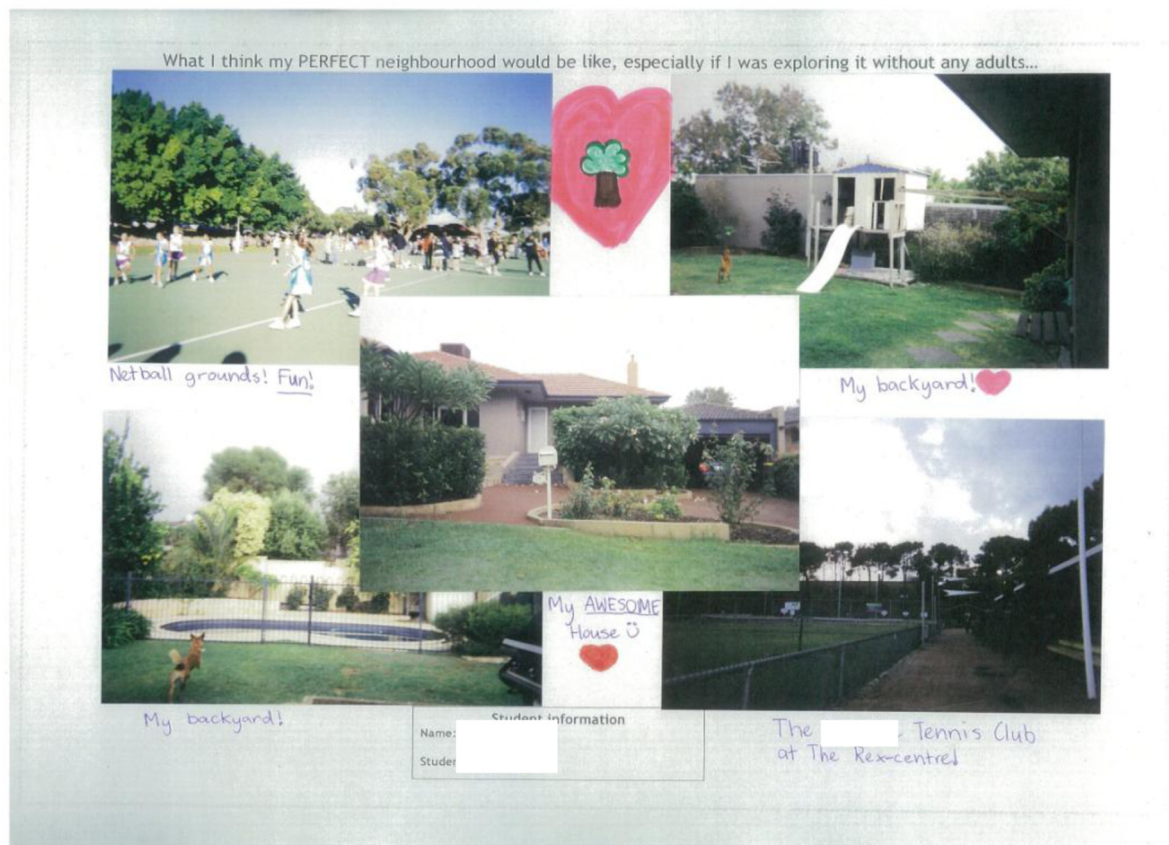 What I think my PERFECT neighbourhood would be like, especially if I was exploring it without any adults...
Netball grounds! Fun!
My backyard!
My AWESOME
House
My backyard!
Student information
Name:
The Tennis Club
at The Rex-centre!